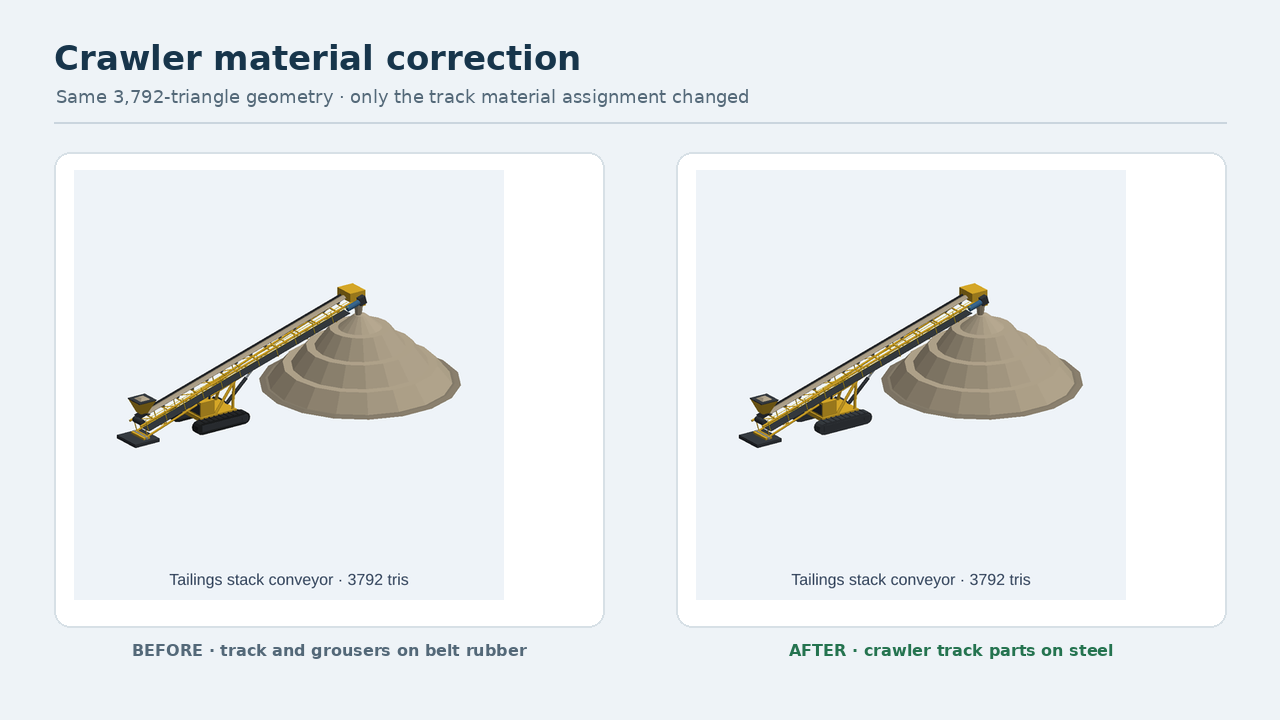 Crawler material correction
Same 3,792-triangle geometry · only the track material assignment changed
Tailings stack conveyor · 3792 tris
Tailings stack conveyor · 3792 tris
BEFORE · track and grousers on belt rubber
AFTER · crawler track parts on steel